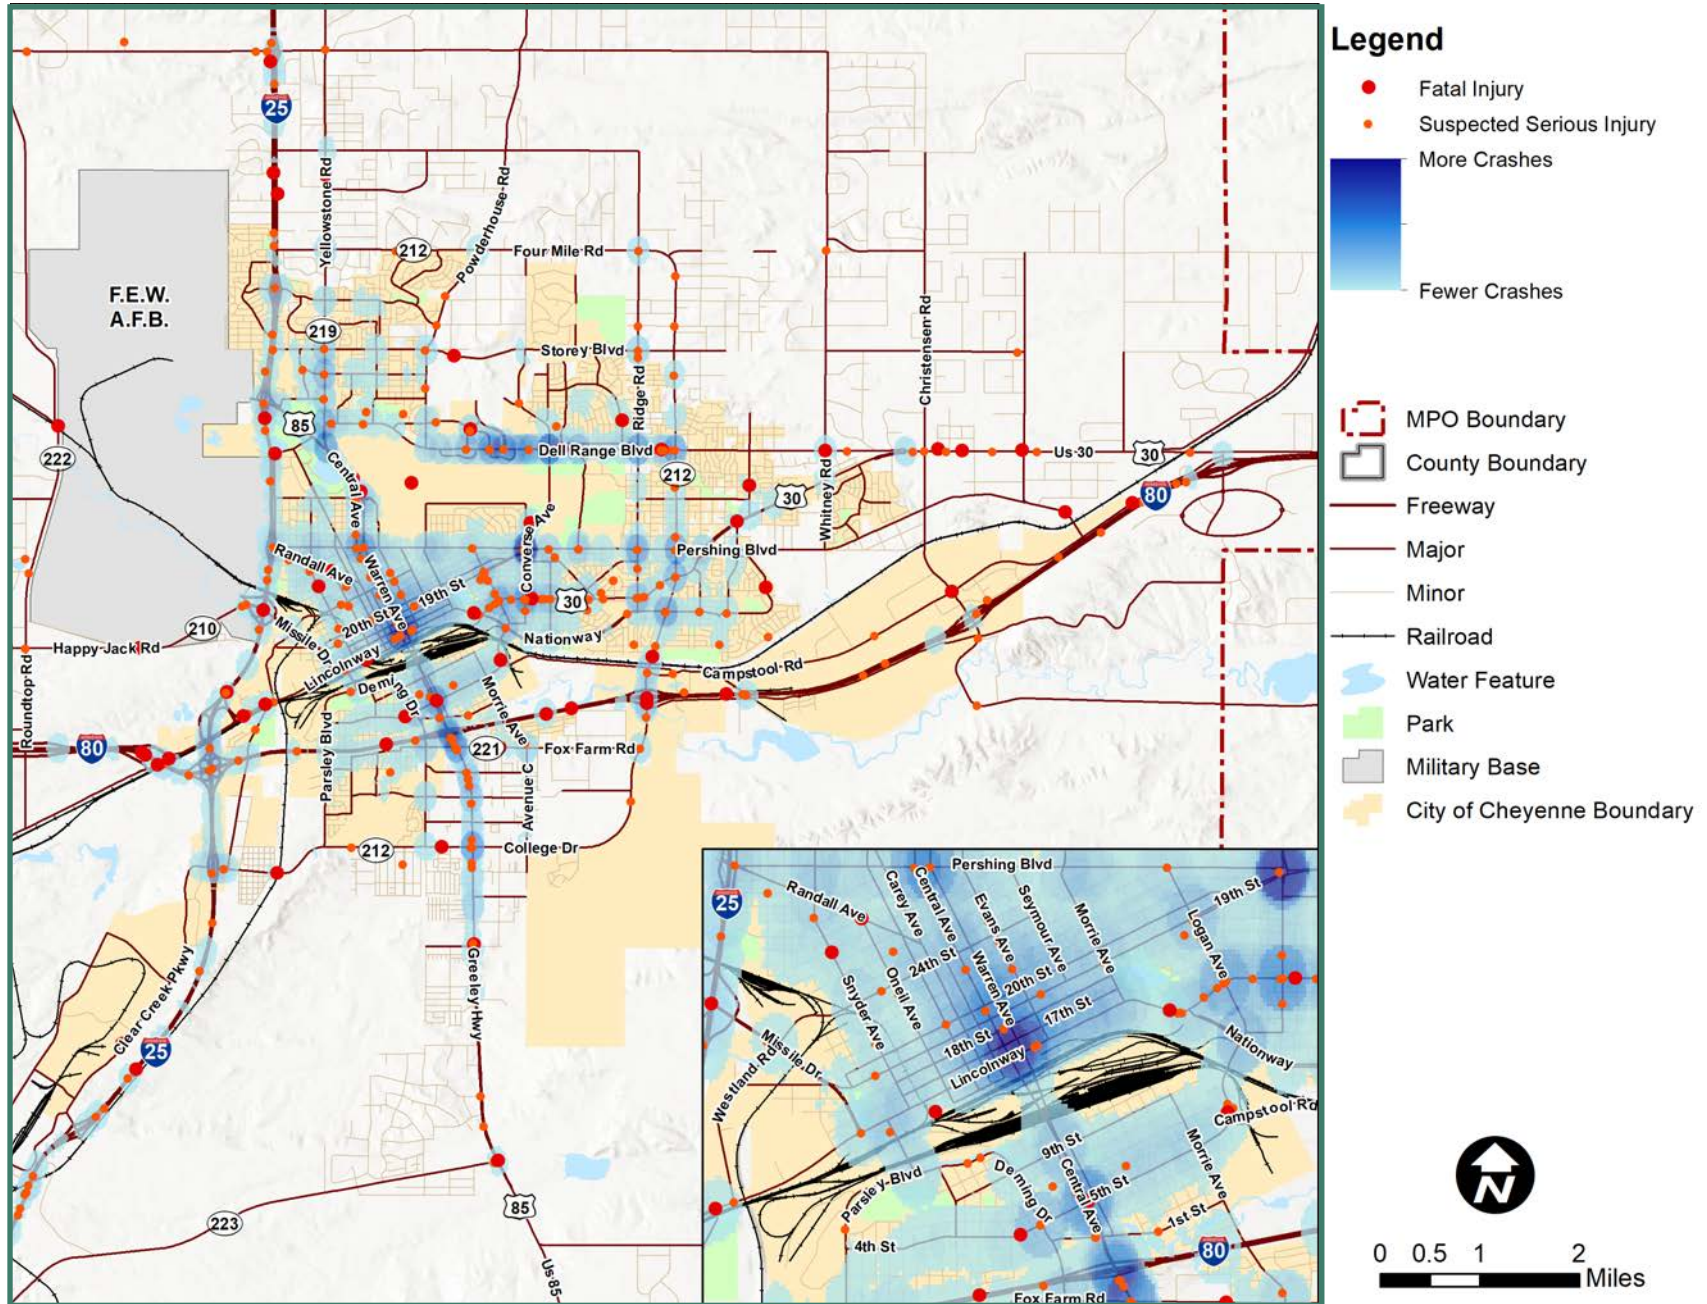 25
Yellowstone Rd
Powderhouse Rd
212
Four Mile Rd
F.E.W.
A.F.B.
219
Storey Blvd
Christensen Rd
Ridge Rd
85
222
Dell Range Blvd
Us 30
30
Central Ave
212
Whitney Rd
30
80
Converse Ave
Pershing Blvd
Randall Ave
Warren Ave
19th St
30
20th St
210
Missile Dr
Nationway
Happy Jack Rd
Lincolnway
Campstool Rd
Deming Dr
Morrie Ave
Roundtop Rd
80
Parsley Blvd
221
Fox Farm Rd
Avenue C
212
College Dr
Greeley Hwy
Clear Creek Pkwy
25
223
85
Us 85
Pershing Blvd
25
Randall Ave
Carey Ave
Central Ave
Evans Ave
Seymour Ave
Morrie Ave
19th St
Logan Ave
24th St
Warren Ave
20th St
Oneil Ave
Snyder Ave
17th St
18th St
Lincolnway
Nationway
Missile Dr
Westland Rd
Campstool Rd
9th St
Morrie Ave
Deming Dr
Central Ave
5th St
Parsley Blvd
1st St
4th St
80
Fox Farm Rd
Legend
Fatal Injury
Suspected Serious Injury
More Crashes
Fewer Crashes
MPO Boundary
County Boundary
Freeway
Major
Minor
Railroad
Water Feature
Park
Military Base
City of Cheyenne Boundary
N
0 0.5 1 2
Miles